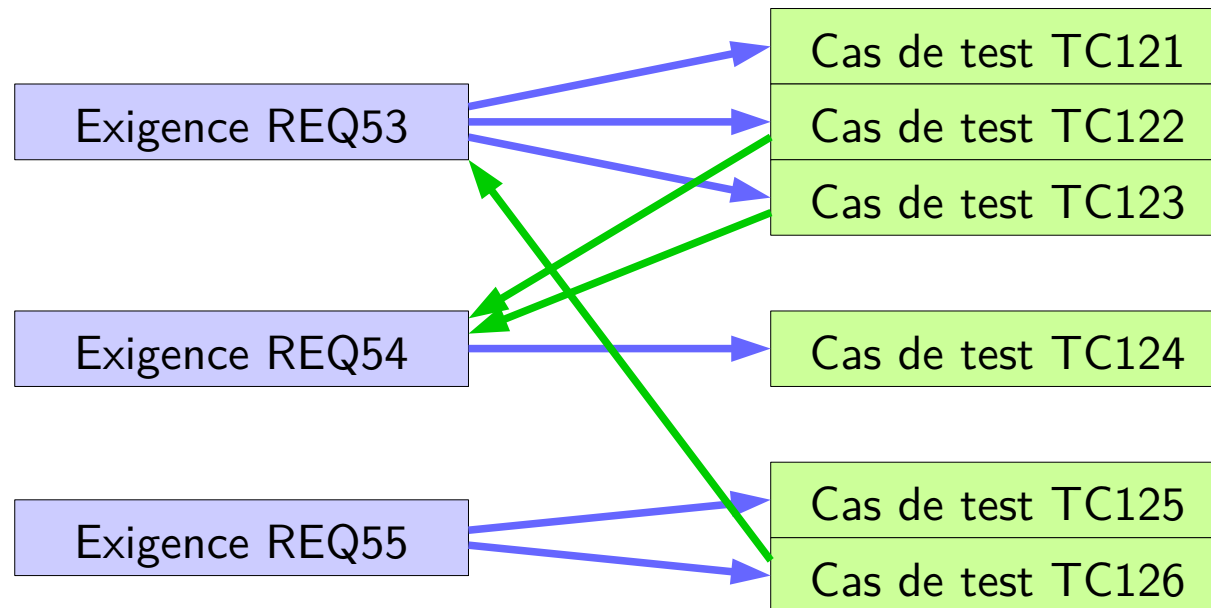 Cas de test TC121
Exigence REQ53
Cas de test TC122
Cas de test TC123
Exigence REQ54
Cas de test TC124
Cas de test TC125
Exigence REQ55
Cas de test TC126